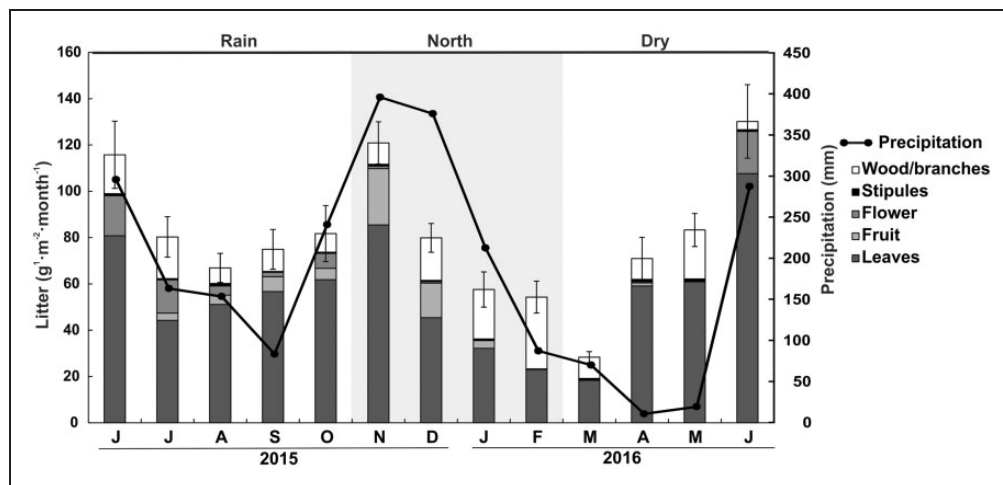 Rain North Dry
160
140
120
100
80
60
40
20
0
Litter (g¹·m⁻²·month⁻¹)
450
400
350
300
250
200
150
100
50
0
Precipitation (mm)
Precipitation
Wood/branches
Stipules
Flower
Fruit
Leaves
J J A S O N D J F M A M J
2015 2016